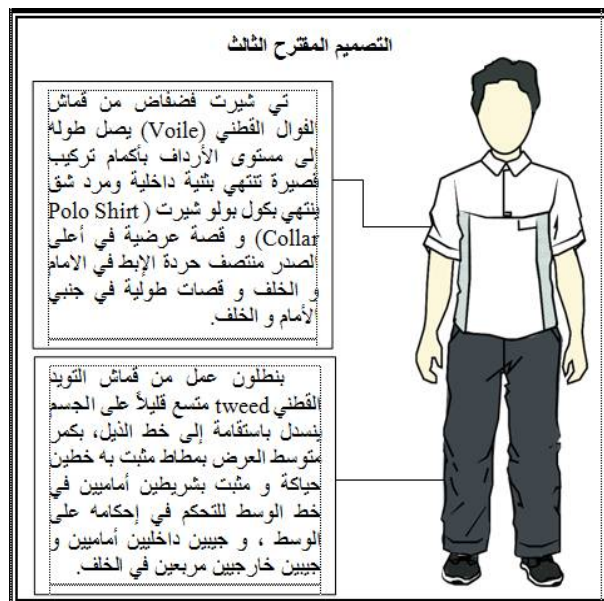 التصميم المقترح الثالث
تي شيرت فضفاض من قماش
الفوال القطني (Voile) يصل طوله
إلى مستوى الأرداف بأكمام تركيب
قصيرة تنتهي بثنية داخلية ومرد شق
ينتهي بكول بولو شيرت ( Polo Shirt
Collar) و قصة عرضية في أعلى
الصدر منتصف حردة الإبط في الامام
و الخلف و قصات طولية في جنبي
الأمام و الخلف.
بنطلون عمل من قماش التويد
القطني tweed متسع قليلاً على الجسم
ينسدل باستقامة إلى خط الذيل، بكمر
متوسط العرض بمطاط مثبت به خطين
حياكة و مثبت بشريطين أماميين في
خط الوسط للتحكم في إحكامه على
الوسط ، و جيبين داخليين أماميين و
جيبين خارجيين مربعين في الخلف.